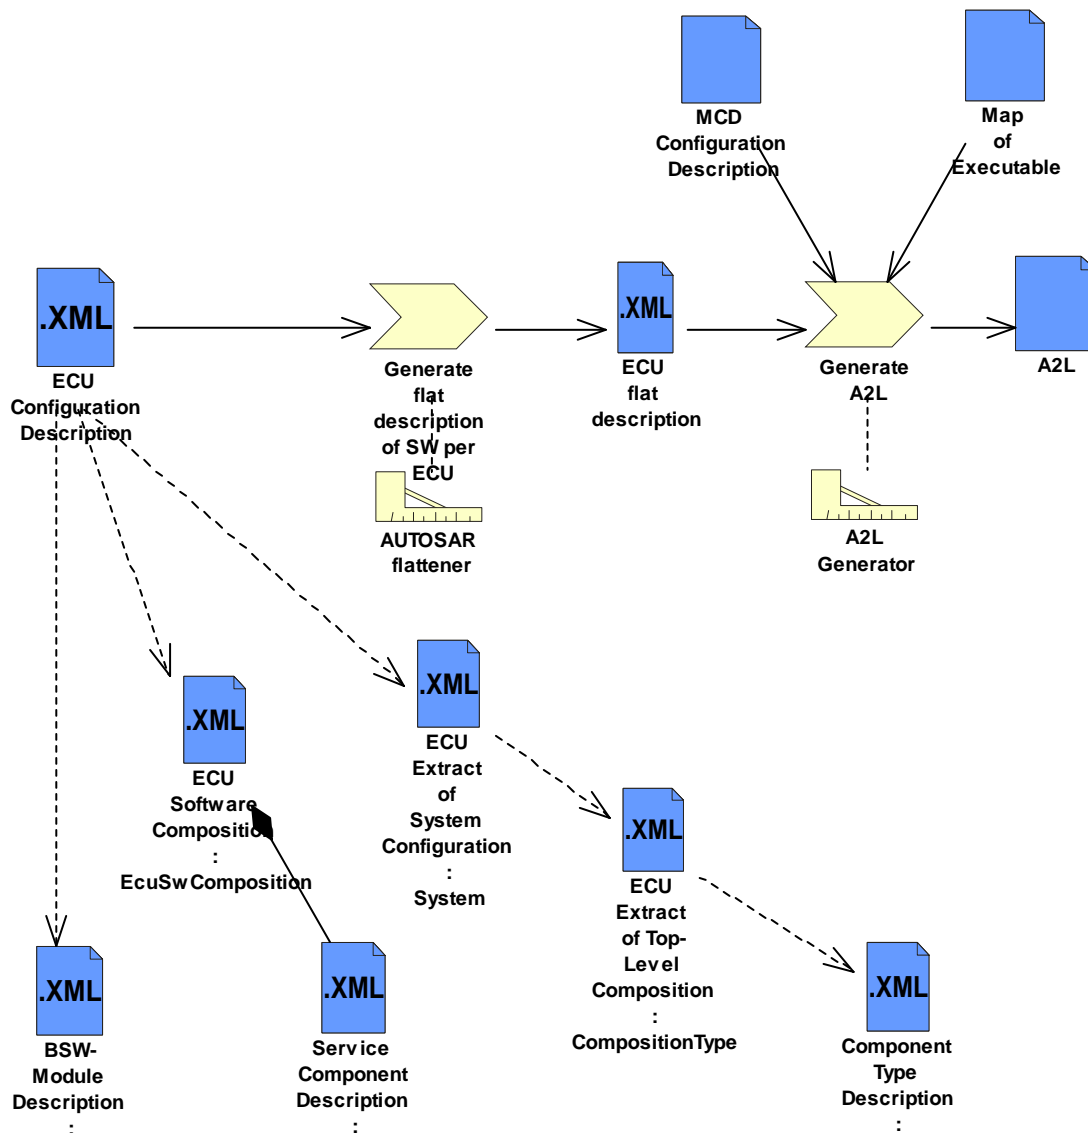 MCD
Configuration
Description
Map
of
Executable
.XML
ECU
Configuration
Description
Generate
flat
description
of SW per
ECU
.XML
ECU
flat
description
Generate
A2L
A2L
AUTOSAR
flattener
A2L
Generator
.XML
ECU
Software
Composition
:
EcuSwComposition
.XML
ECU
Extract
of
System
Configuration
:
System
.XML
ECU
Extract
of Top-
Level
Composition
:
CompositionType
.XML
BSW-
Module
Description
:
.XML
Service
Component
Description
:
.XML
Component
Type
Description
: